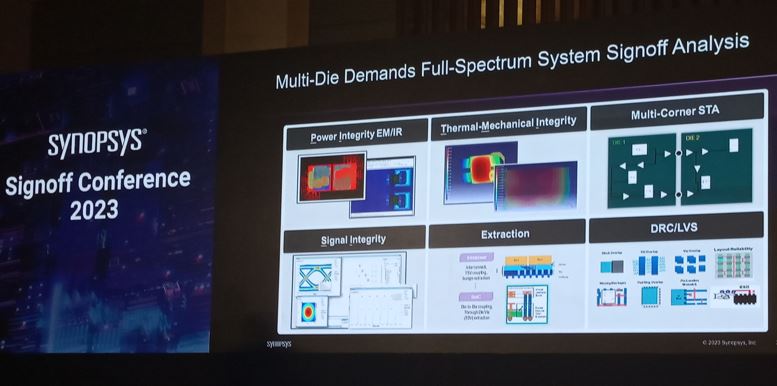 SYNOPSYS®
Signoff Conference
2023
Multi-Die Demands Full-Spectrum System Signoff Analysis
Power Integrity EM/IR
Thermal-Mechanical Integrity
Multi-Corner STA
DIE 1
DIE 2
Signal Integrity
Extraction
DRC/LVS
Layout Reliability
SYNOPSYS
© 2023 Synopsys, Inc